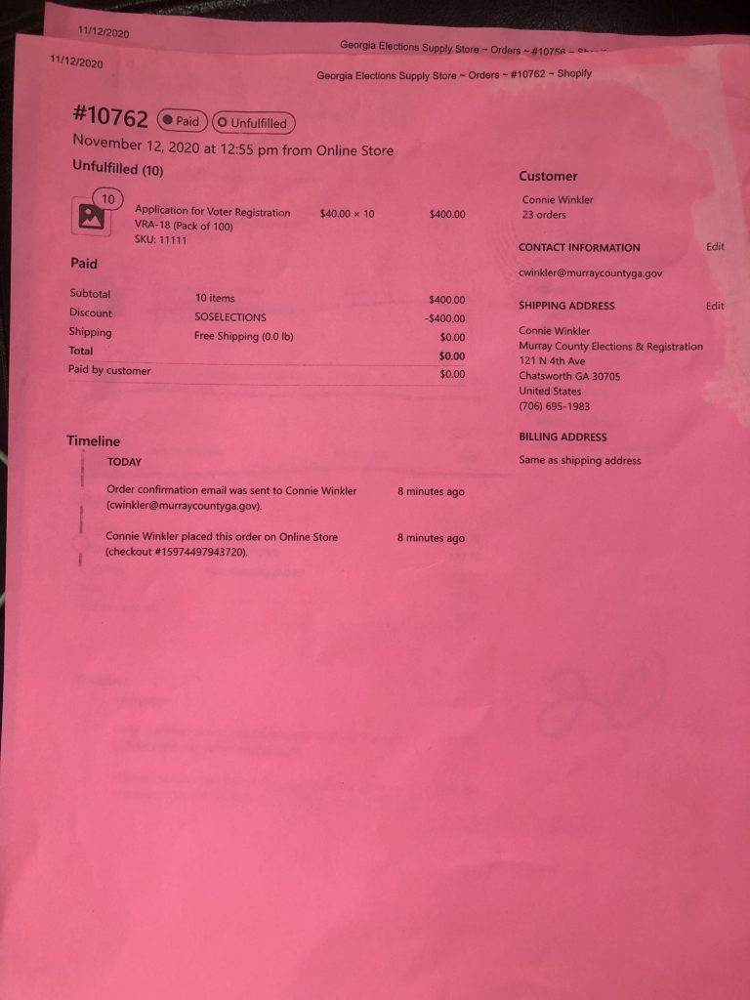 11/12/2020
Georgia Elections Supply Store ~ Orders ~ #10756 ~
11/12/2020
Georgia Elections Supply Store ~ Orders ~ #10762 ~ Shopify
#10762 Paid Unfulfilled
November 12, 2020 at 12:55 pm from Online Store
Unfulfilled (10)
10
Application for Voter Registration $40.00 × 10 $400.00
VRA-18 (Pack of 100)
SKU: 11111
Paid
Subtotal 10 items $400.00
Discount SOSELECTIONS -$400.00
Shipping Free Shipping (0.0 lb) $0.00
Total $0.00
Paid by customer $0.00
Timeline
TODAY
Order confirmation email was sent to Connie Winkler 8 minutes ago
(cwinkler@murraycountyga.gov).
Connie Winkler placed this order on Online Store 8 minutes ago
(checkout #15974497943720).
Customer
Connie Winkler
23 orders
CONTACT INFORMATION Edit
cwinkler@murraycountyga.gov
SHIPPING ADDRESS Edit
Connie Winkler
Murray County Elections & Registration
121 N 4th Ave
Chatsworth GA 30705
United States
(706) 695-1983
BILLING ADDRESS
Same as shipping address
20